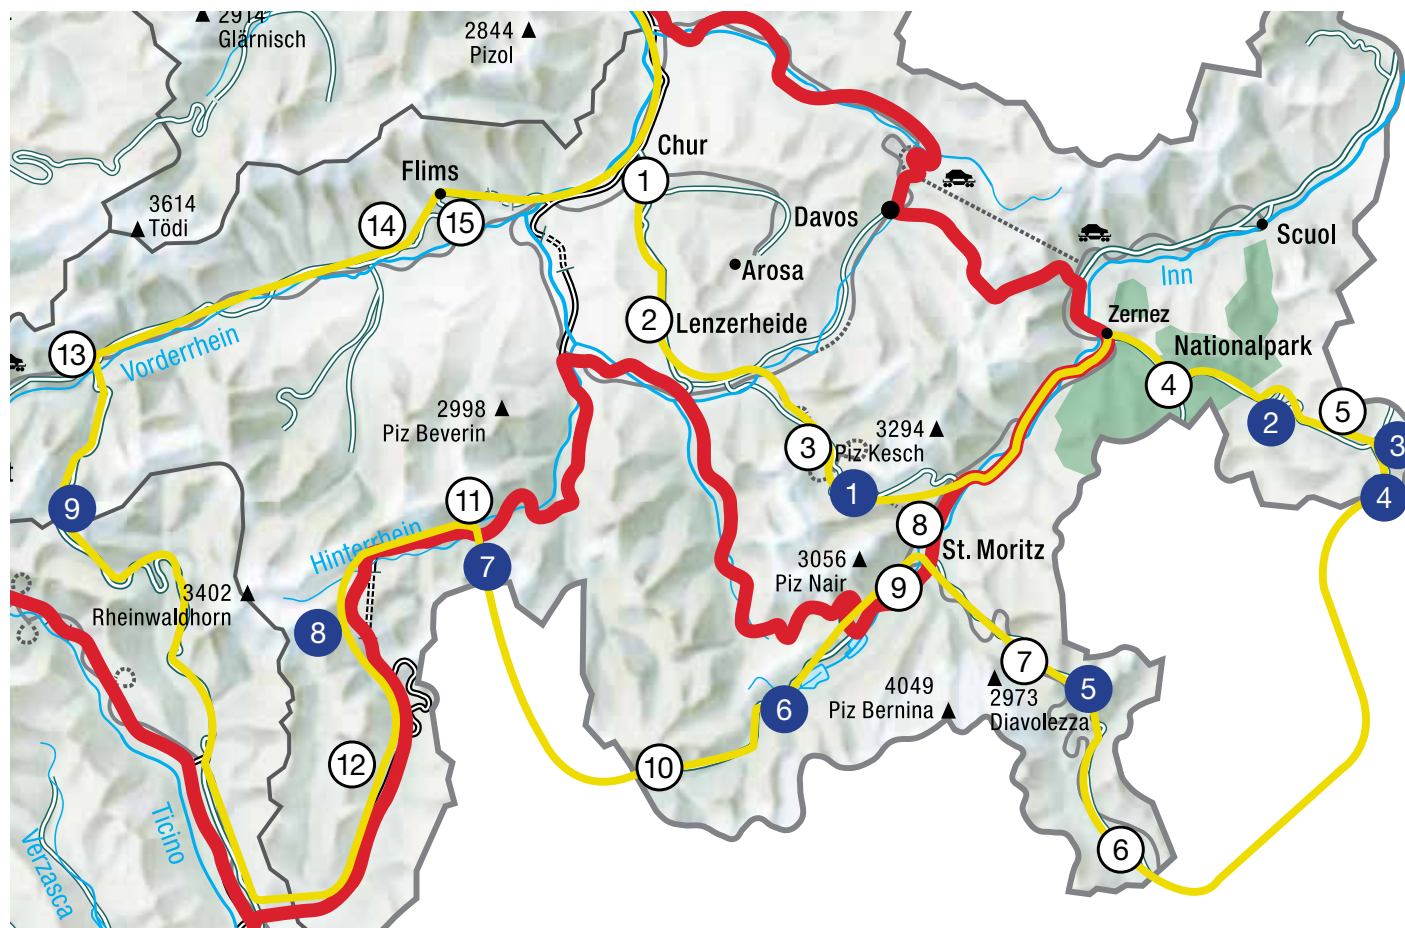 2914
Glärnisch
2844
Pizol
Chur
Flims
1
3614
Tödi
14
15
Davos
Scuol
Arosa
Inn
2
Lenzerheide
Zernez
Nationalpark
13
Vorderrhein
4
5
2
3
2998
Piz Beverin
3294
Piz Kesch
3
1
4
9
11
8
St. Moritz
Hinterrhein
7
3056
Piz Nair
9
3402
Rheinwaldhorn
8
7
5
4049
Piz Bernina
2973
Diavolezza
6
12
10
Ticino
Verzasca
6